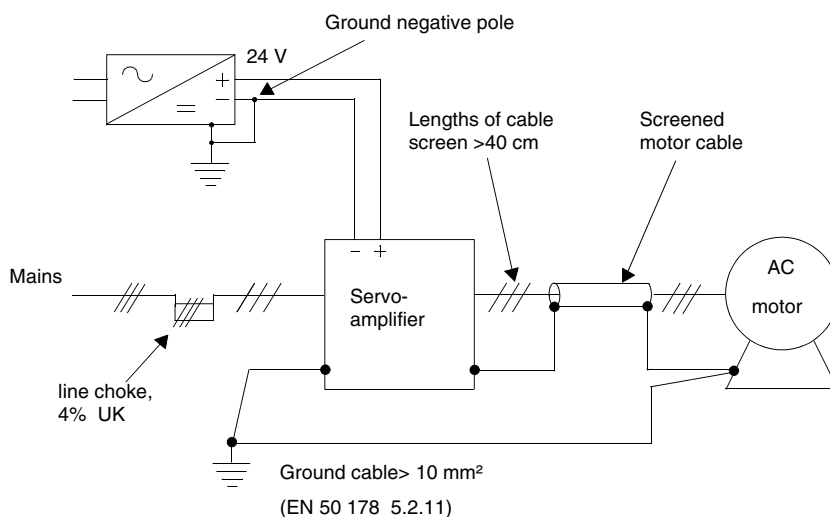 Ground negative pole
24 V
+
−
Lengths of cable
screen >40 cm
Screened
motor cable
− +
Mains
Servo-
amplifier
AC
motor
line choke,
4% UK
Ground cable> 10 mm²
(EN 50 178 5.2.11)